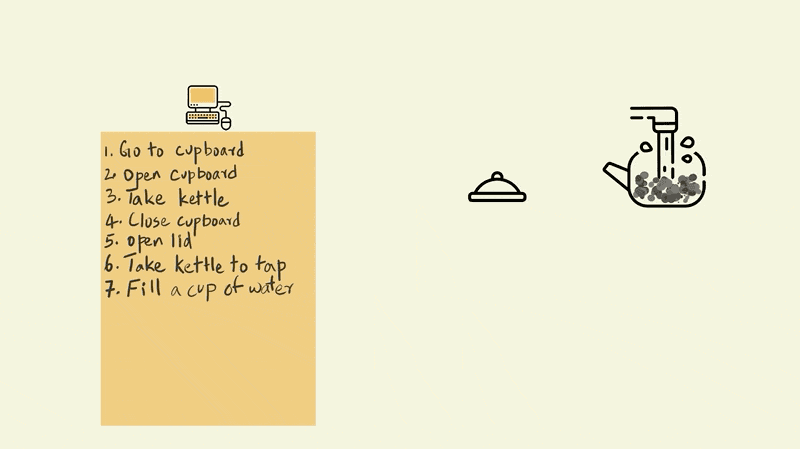 1. Go to cupboard
2. Open cupboard
3. Take kettle
4. Close cupboard
5. Open lid
6. Take kettle to tap
7. Fill a cup of water